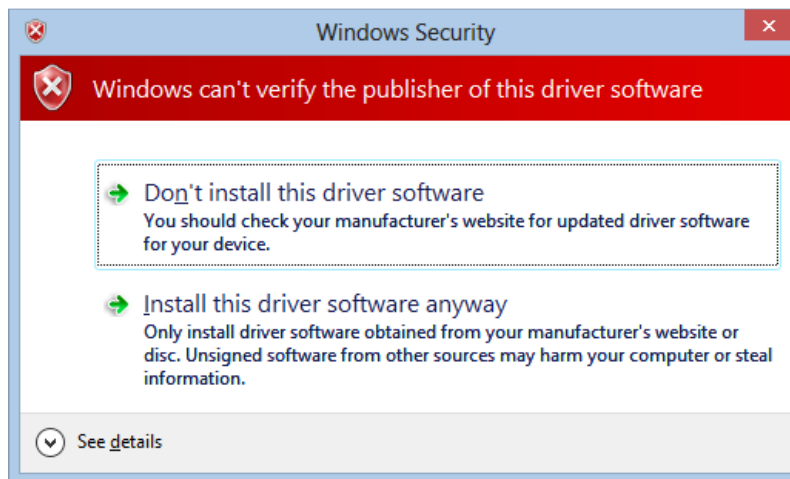 Windows Security
Windows can't verify the publisher of this driver software
Don't install this driver software
You should check your manufacturer's website for updated driver software
for your device.
Install this driver software anyway
Only install driver software obtained from your manufacturer's website or
disc. Unsigned software from other sources may harm your computer or steal
information.
See details